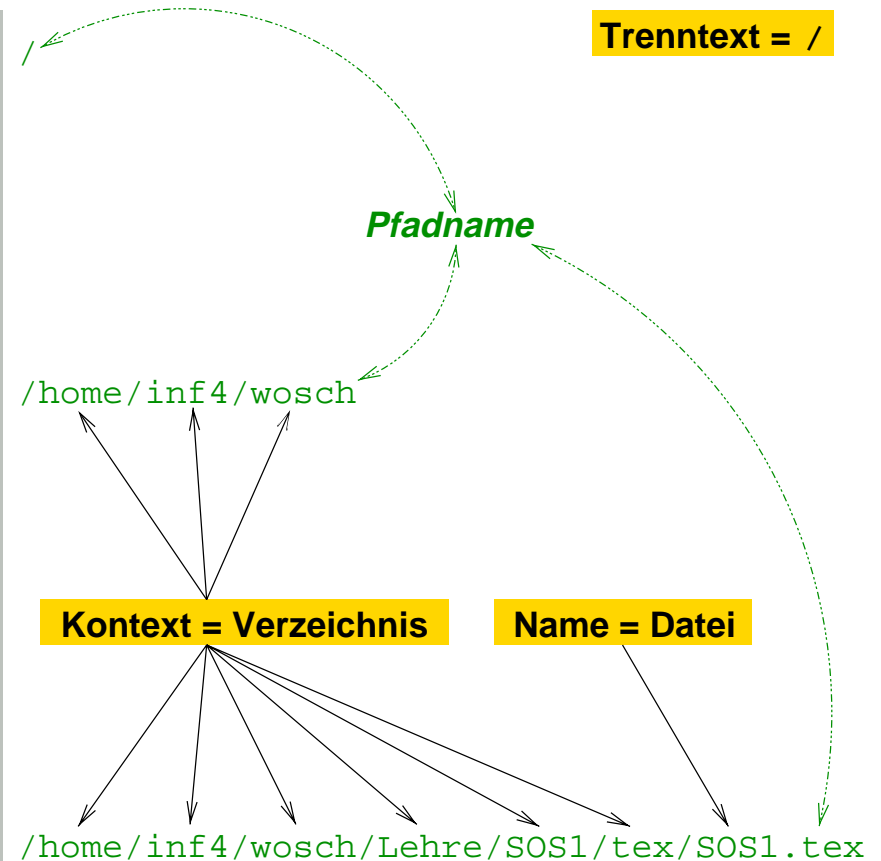 Trenntext = /
/
Pfadname
/home/inf4/wosch
Kontext = Verzeichnis
Name = Datei
/home/inf4/wosch/Lehre/SOS1/tex/SOS1.tex